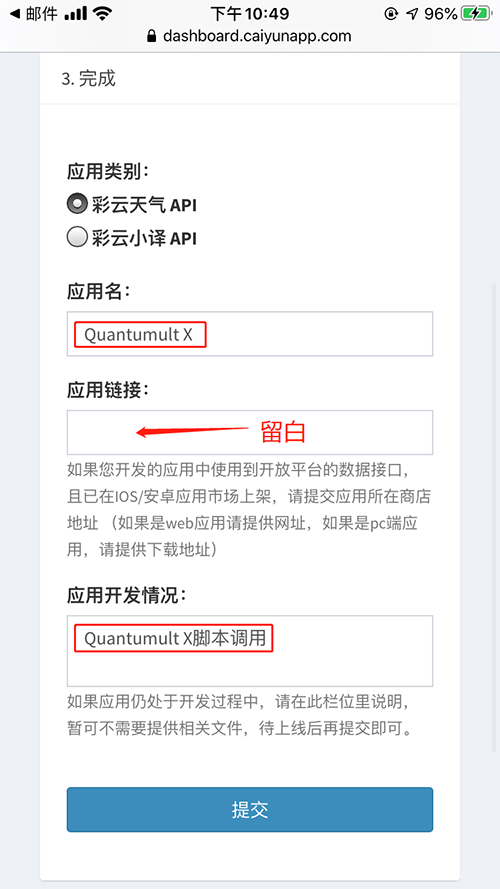 邮件 下午10:49 96%
dashboard.caiyunapp.com
3. 完成
应用类别：
彩云天气 API
彩云小译 API
应用名：
Quantumult X
应用链接：
留白
如果您开发的应用中使用到开放平台的数据接口，
且已在IOS/安卓应用市场上架，请提交应用所在商店
地址 （如果是web应用请提供网址，如果是pc端应
用，请提供下载地址）
应用开发情况：
Quantumult X脚本调用
如果应用仍处于开发过程中，请在此栏位里说明，
暂可不需要提供相关文件，待上线后再提交即可。
提交